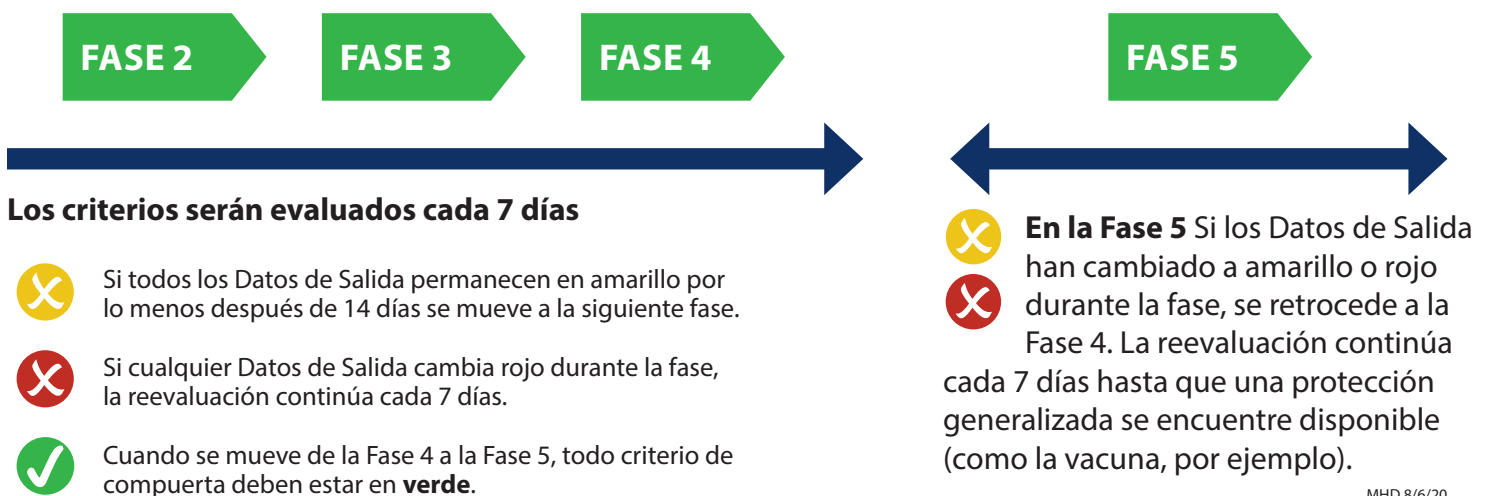 FASE 2
FASE 3
FASE 4
FASE 5
Los criterios serán evaluados cada 7 días
Si todos los Datos de Salida permanecen en amarillo por
lo menos después de 14 días se mueve a la siguiente fase.
Si cualquier Datos de Salida cambia rojo durante la fase,
la reevaluación continúa cada 7 días.
Cuando se mueve de la Fase 4 a la Fase 5, todo criterio de
compuerta deben estar en verde.
En la Fase 5 Si los Datos de Salida
han cambiado a amarillo o rojo
durante la fase, se retrocede a la
Fase 4. La reevaluación continúa
cada 7 días hasta que una protección
generalizada se encuentre disponible
(como la vacuna, por ejemplo).
MHD 8/6/20